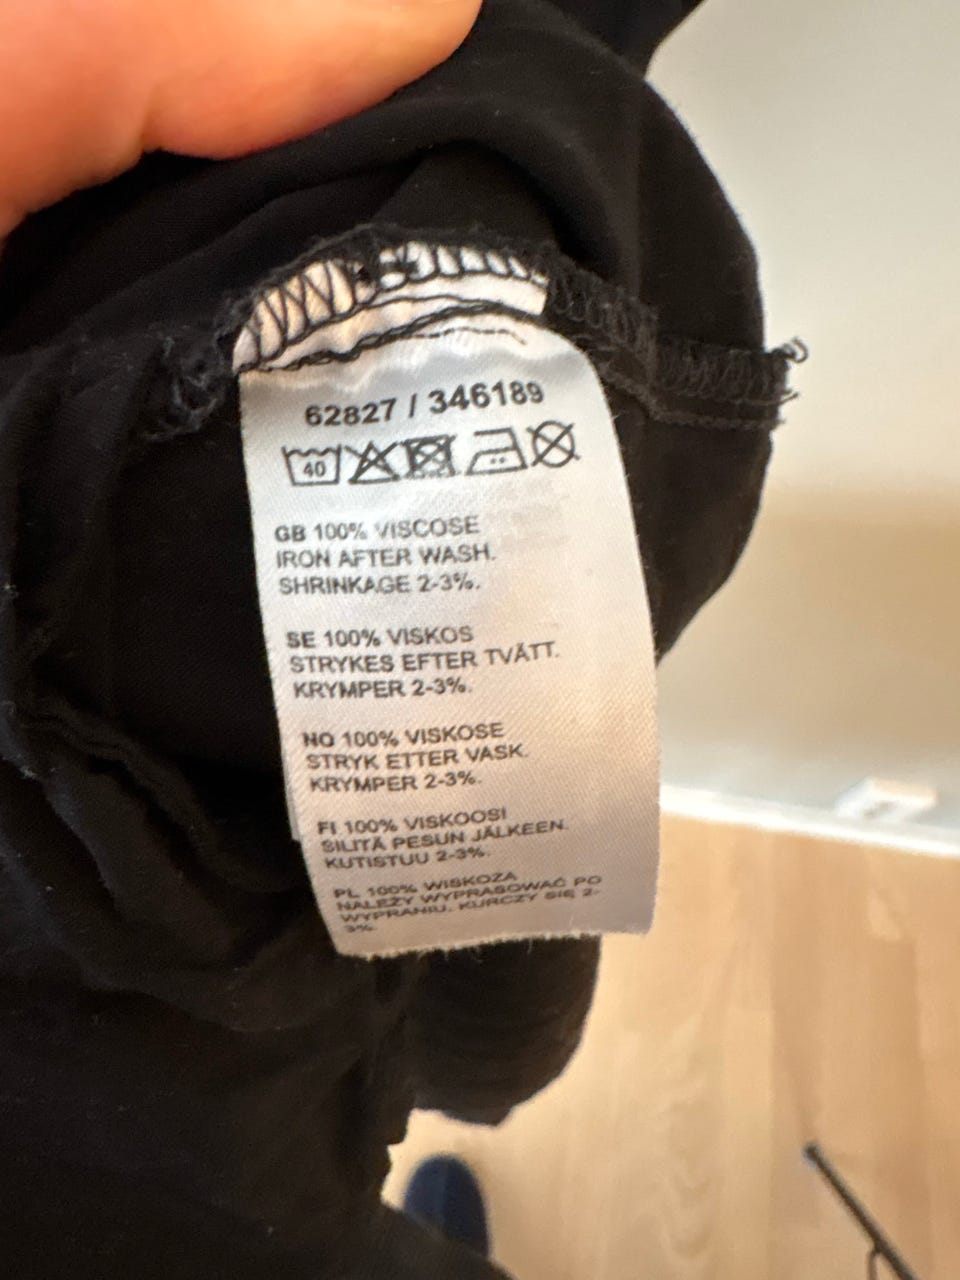 62827 / 346189
40
GB 100% VISCOSE
IRON AFTER WASH.
SHRINKAGE 2-3%.
SE 100% VISKOS
STRYKES EFTER TVÄTT.
KRYMPER 2-3%.
NO 100% VISKOSE
STRYK ETTER VASK.
KRYMPER 2-3%.
FI 100% VISKOOSI
SILITÄ PESUN JÄLKEEN.
KUTISTUU 2-3%.
PL 100% WISKOZA
NALEŻY WYPRASOWAĆ PO
WYPRANIU. KURCZY SIĘ 2-
3%.